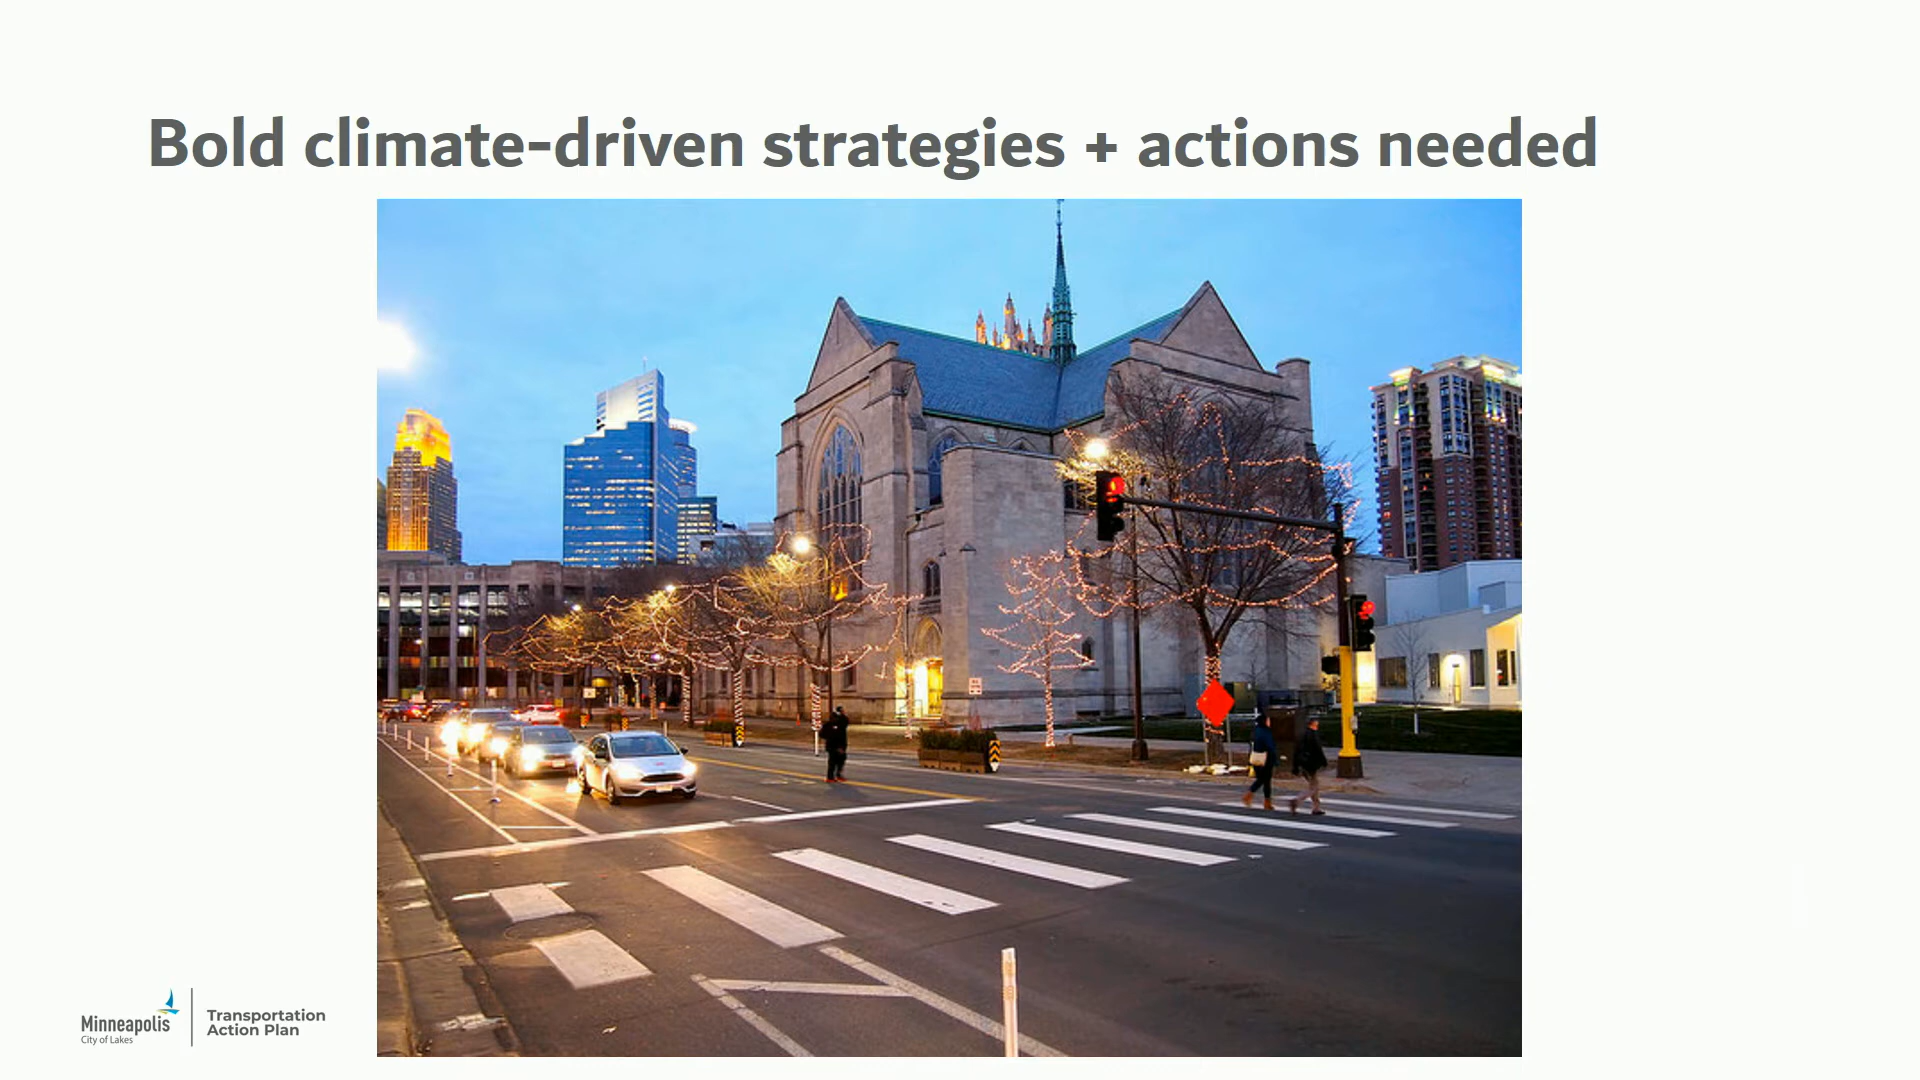 Bold climate-driven strategies + actions needed
Minneapolis
City of Lakes
Transportation
Action Plan